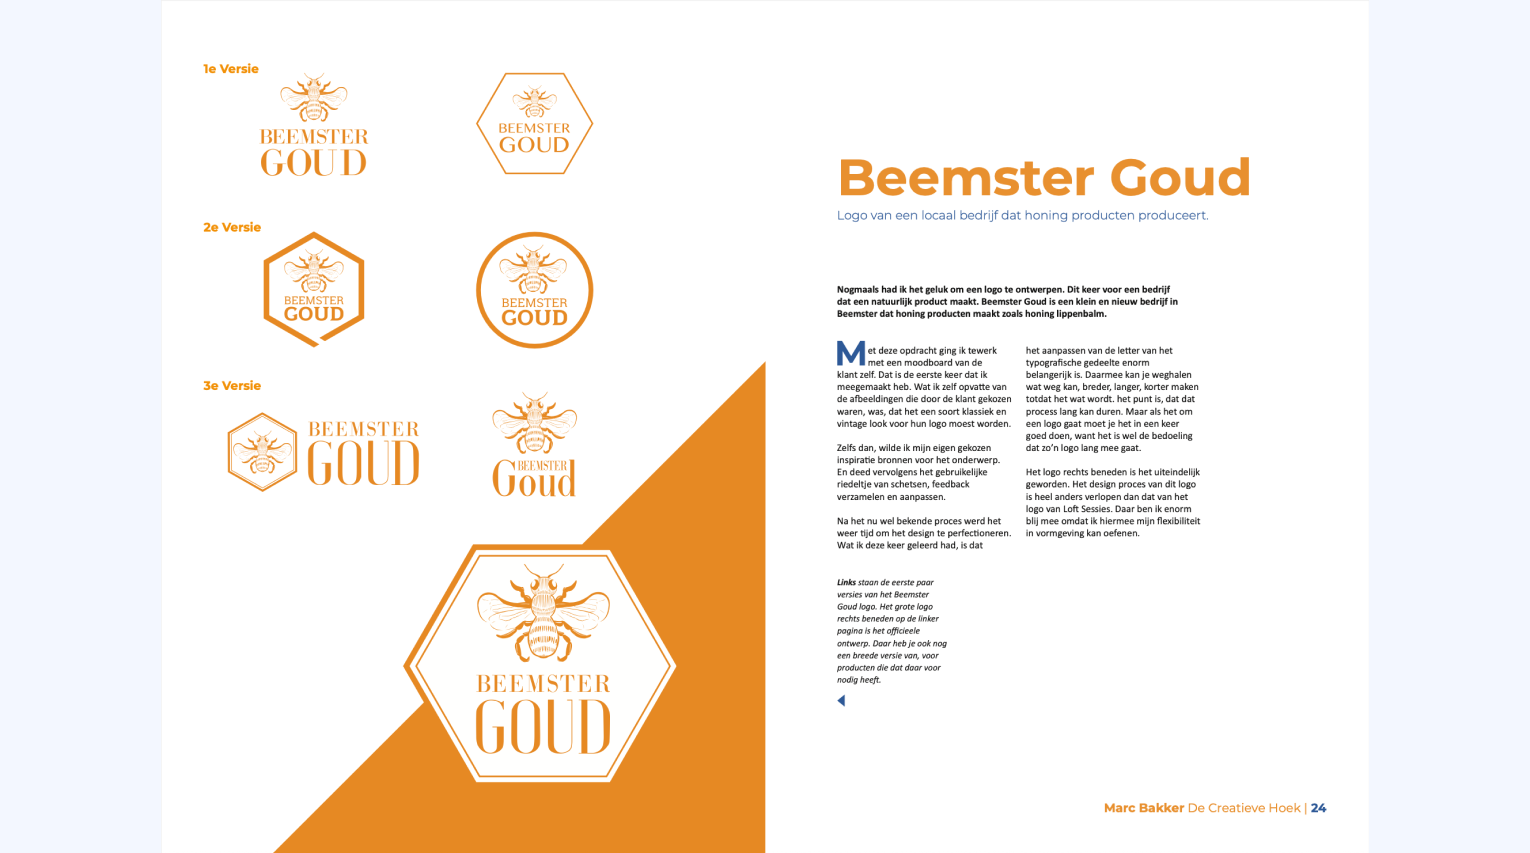 1e Versie
BEEMSTER
GOUD
BEEMSTER
GOUD
2e Versie
BEEMSTER
GOUD
BEEMSTER
GOUD
3e Versie
BEEMSTER
GOUD
BEEMSTER
Goud
BEEMSTER
GOUD
Beemster Goud
Logo van een locaal bedrijf dat honing producten produceert.
Nogmaals had ik het geluk om een logo te ontwerpen. Dit keer voor een bedrijf
dat een natuurlijk product maakt. Beemster Goud is een klein en nieuw bedrijf in
Beemster dat honing producten maakt zoals honing lippenbalm.
Met deze opdracht ging ik tewerk
met een moodboard van de
klant zelf. Dat is de eerste keer dat ik
meegemaakt heb. Wat ik zelf opvatte van
de afbeeldingen die door de klant gekozen
waren, was, dat het een soort klassiek en
vintage look voor hun logo moest worden.
Zelfs dan, wilde ik mijn eigen gekozen
inspiratie bronnen voor het onderwerp.
En deed vervolgens het gebruikelijke
riedeltje van schetsen, feedback
verzamelen en aanpassen.
Na het nu wel bekende proces werd het
weer tijd om het design te perfectioneren.
Wat ik deze keer geleerd had, is dat
het aanpassen van de letter van het
typografische gedeelte enorm
belangerijk is. Daarmee kan je weghalen
wat weg kan, breder, langer, korter maken
totdat het wat wordt. het punt is, dat dat
process lang kan duren. Maar als het om
een logo gaat moet je het in een keer
goed doen, want het is wel de bedoeling
dat zo'n logo lang mee gaat.
Het logo rechts beneden is het uiteindelijk
geworden. Het design proces van dit logo
is heel anders verlopen dan dat van het
logo van Loft Sessies. Daar ben ik enorm
blij mee omdat ik hiermee mijn flexibiliteit
in vormgeving kan oefenen.
Links staan de eerste paar
versies van het Beemster
Goud logo. Het grote logo
rechts beneden op de linker
pagina is het officieele
ontwerp. Daar heb je ook nog
een breede versie van, voor
producten die dat daar voor
nodig heeft.
Marc Bakker De Creatieve Hoek | 24